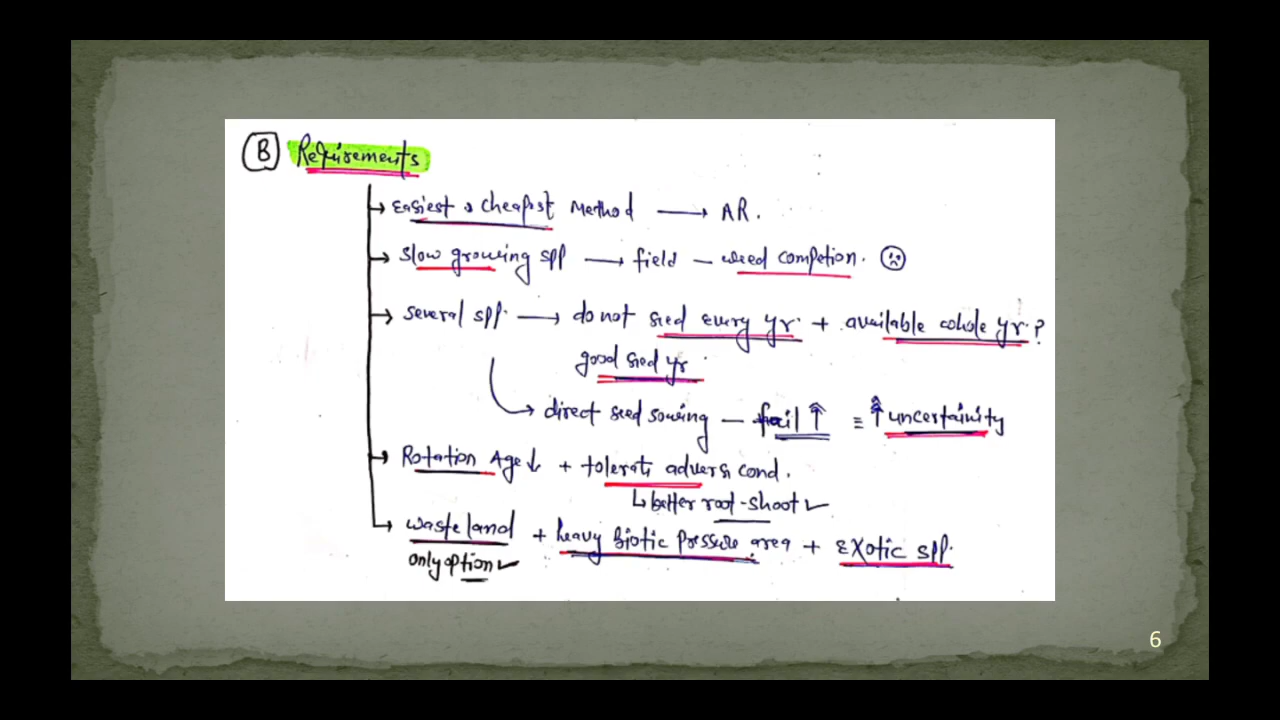 B Requirements
Easiest & cheapest Method → AR.
Slow growing spp → field – weed competion. ☹
Several spp. → do not seed every yr. + available whole yr.?
good seed yr.
direct seed sowing – fail ↑ ≡ ↑ uncertainity
Rotation Age ↓ + tolerate adverse cond.
↳ better root-shoot ✓
waste land + heavy Biotic pressure area + Exotic spp.
only option ✓
6